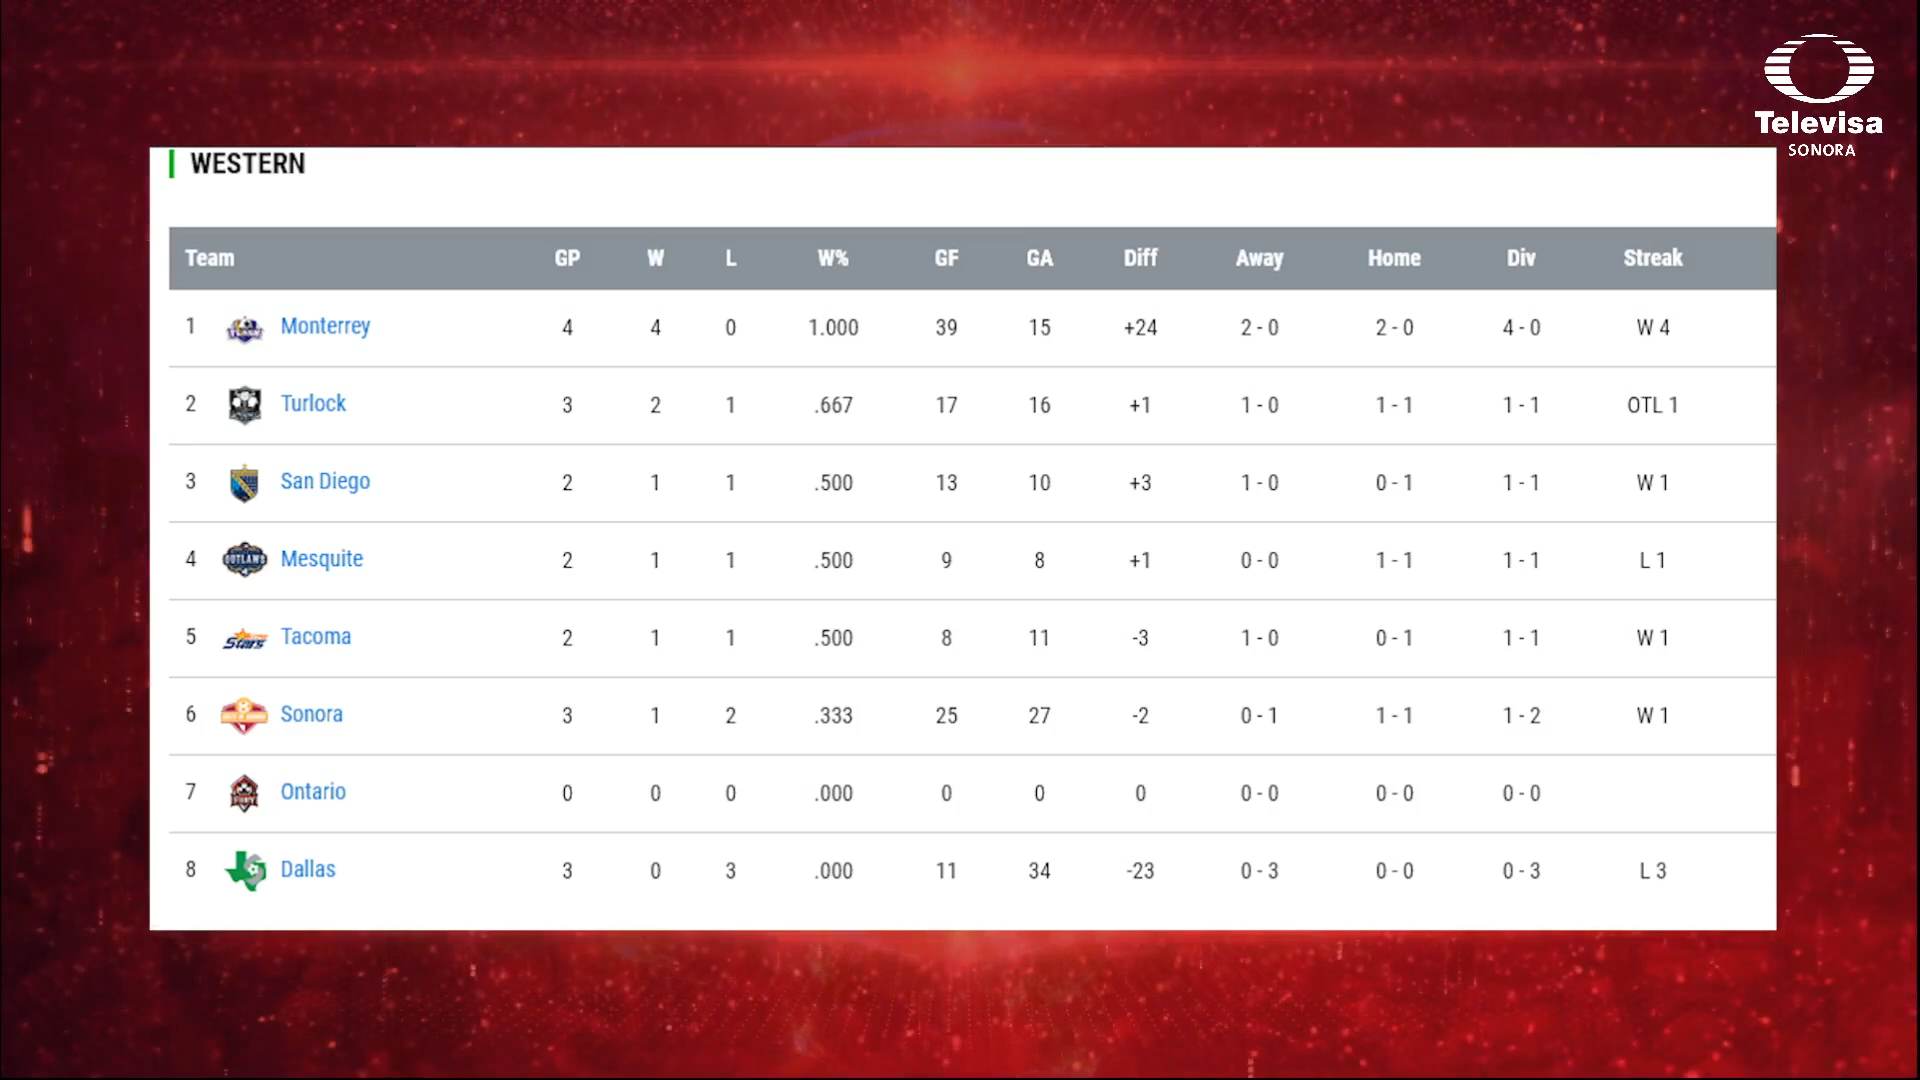 Televisa
SONORA
WESTERN
Team GP W L W% GF GA Diff Away Home Div Streak
1 Monterrey 4 4 0 1.000 39 15 +24 2 - 0 2 - 0 4 - 0 W 4
2 Turlock 3 2 1 .667 17 16 +1 1 - 0 1 - 1 1 - 1 OTL 1
3 San Diego 2 1 1 .500 13 10 +3 1 - 0 0 - 1 1 - 1 W 1
4 OUTLAWS Mesquite 2 1 1 .500 9 8 +1 0 - 0 1 - 1 1 - 1 L 1
5 Stars Tacoma 2 1 1 .500 8 11 -3 1 - 0 0 - 1 1 - 1 W 1
6 Sonora 3 1 2 .333 25 27 -2 0 - 1 1 - 1 1 - 2 W 1
7 Ontario 0 0 0 .000 0 0 0 0 - 0 0 - 0 0 - 0
8 Dallas 3 0 3 .000 11 34 -23 0 - 3 0 - 0 0 - 3 L 3